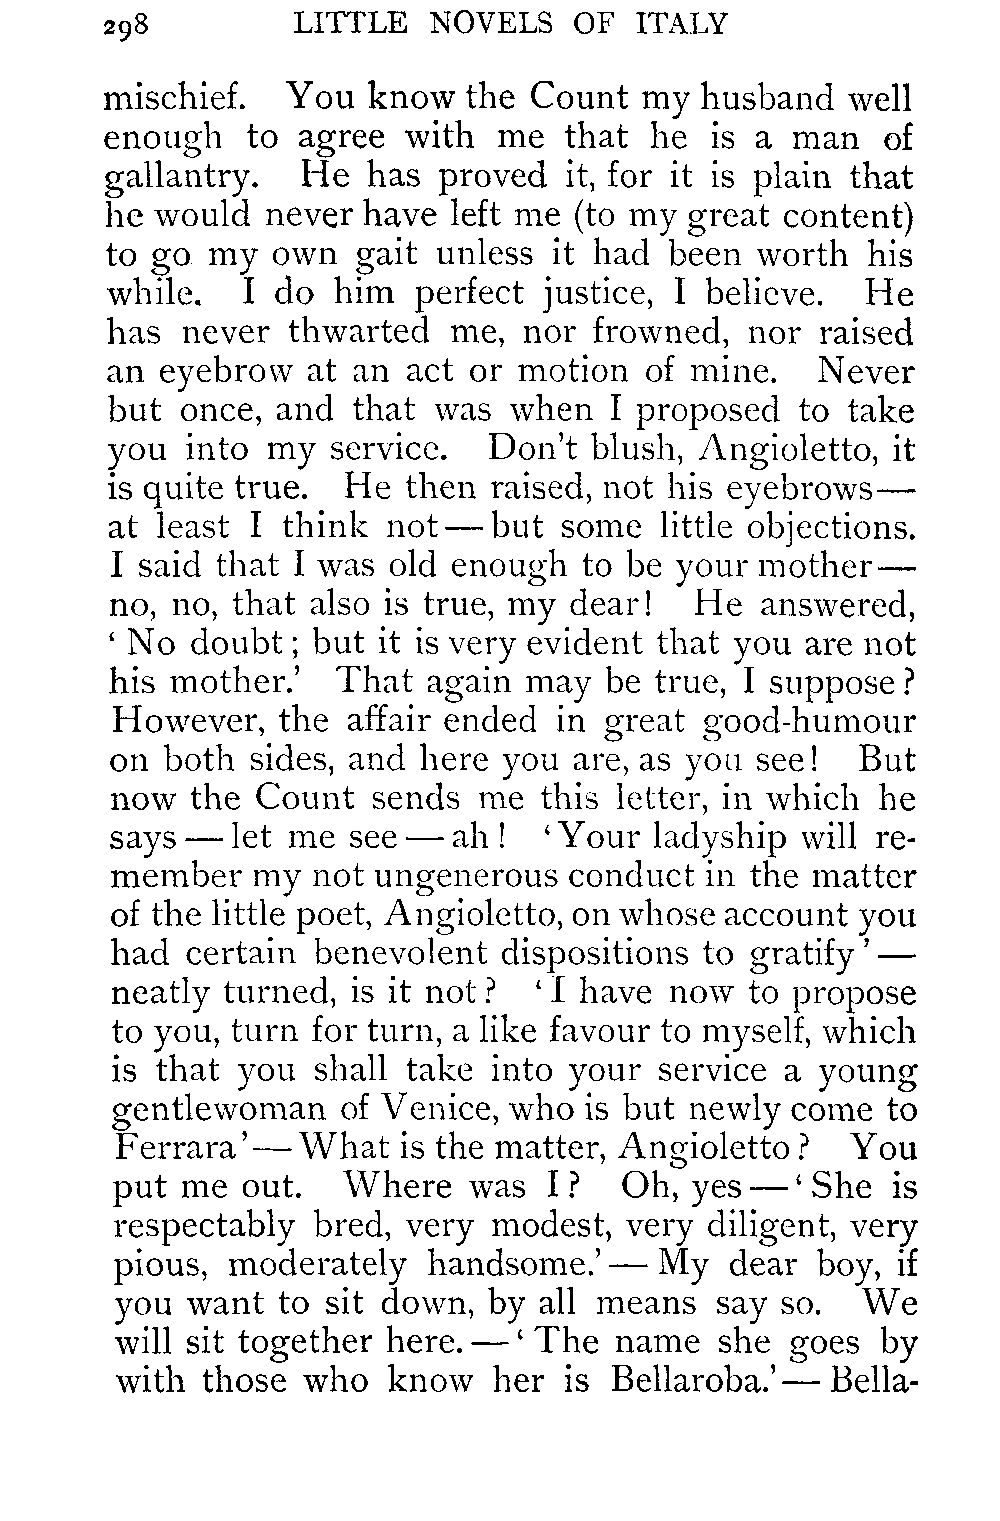 298 LITTLE NOVELS OF ITALY
mischief. You know the Count my husband well
enough to agree with me that he is a man of
gallantry. He has proved it, for it is plain that
he would never have left me (to my great content)
to go my own gait unless it had been worth his
while. I do him perfect justice, I believe. He
has never thwarted me, nor frowned, nor raised
an eyebrow at an act or motion of mine. Never
but once, and that was when I proposed to take
you into my service. Don't blush, Angioletto, it
is quite true. He then raised, not his eyebrows—
at least I think not — but some little objections.
I said that I was old enough to be your mother—
no, no, that also is true, my dear! He answered,
‘ No doubt ; but it is very evident that you are not
his mother.’ That again may be true, I suppose ?
However, the affair ended in great good-humour
on both sides, and here you are, as you see! But
now the Count sends me this letter, in which he
says — let me see — ah ! ‘ Your ladyship will re-
member my not ungenerous conduct in the matter
of the little poet, Angioletto, on whose account you
had certain benevolent dispositions to gratify ’ —
neatly turned, is it not ? ‘ I have now to propose
to you, turn for turn, a like favour to myself, which
is that you shall take into your service a young
gentlewoman of Venice, who is but newly come to
Ferrara ’ — What is the matter, Angioletto ? You
put me out. Where was I ? Oh, yes — ‘ She is
respectably bred, very modest, very diligent, very
pious, moderately handsome.’ — My dear boy, if
you want to sit down, by all means say so. We
will sit together here. — ‘ The name she goes by
with those who know her is Bellaroba.’ — Bella-